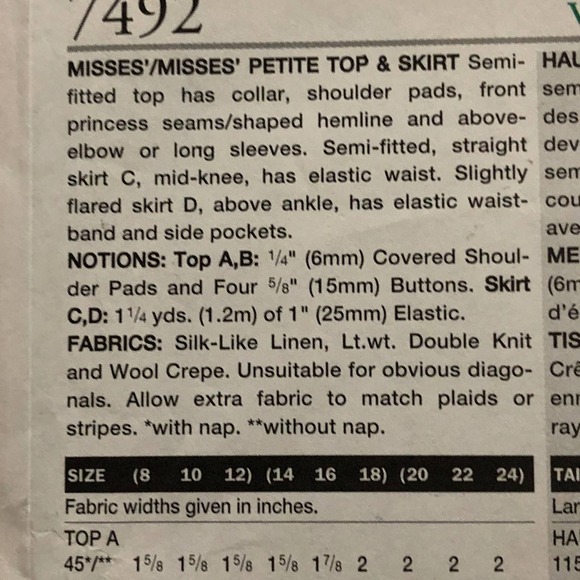 7492
MISSES'/MISSES' PETITE TOP & SKIRT Semi-
fitted top has collar, shoulder pads, front
princess seams/shaped hemline and above-
elbow or long sleeves. Semi-fitted, straight
skirt C, mid-knee, has elastic waist. Slightly
flared skirt D, above ankle, has elastic waist-
band and side pockets.
NOTIONS: Top A,B: 1/4" (6mm) Covered Shoul-
der Pads and Four 5/8" (15mm) Buttons. Skirt
C,D: 1 1/4 yds. (1.2m) of 1" (25mm) Elastic.
FABRICS: Silk-Like Linen, Lt.wt. Double Knit
and Wool Crepe. Unsuitable for obvious diago-
nals. Allow extra fabric to match plaids or
stripes. *with nap. **without nap.
SIZE (8 10 12) (14 16 18) (20 22 24)
Fabric widths given in inches.
TOP A
45*/** 1 5/8 1 5/8 1 5/8 1 5/8 1 7/8 2 2 2 2
HAU
sem
des
dev
sem
cou
ave
ME
(6m
d'é
TIS
Crê
enn
ray
TAI
Lar
HA
115